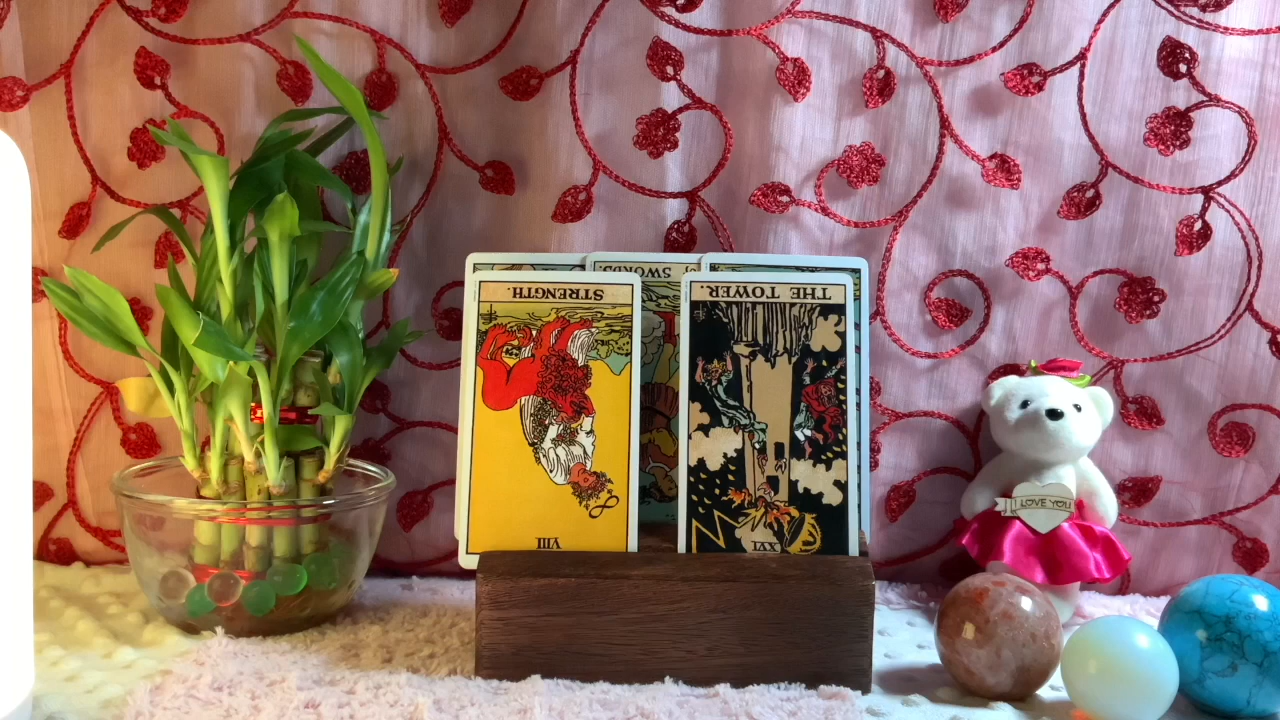 SWORDS
STRENGTH.
THE TOWER.
VIII
XVI
I LOVE YOU